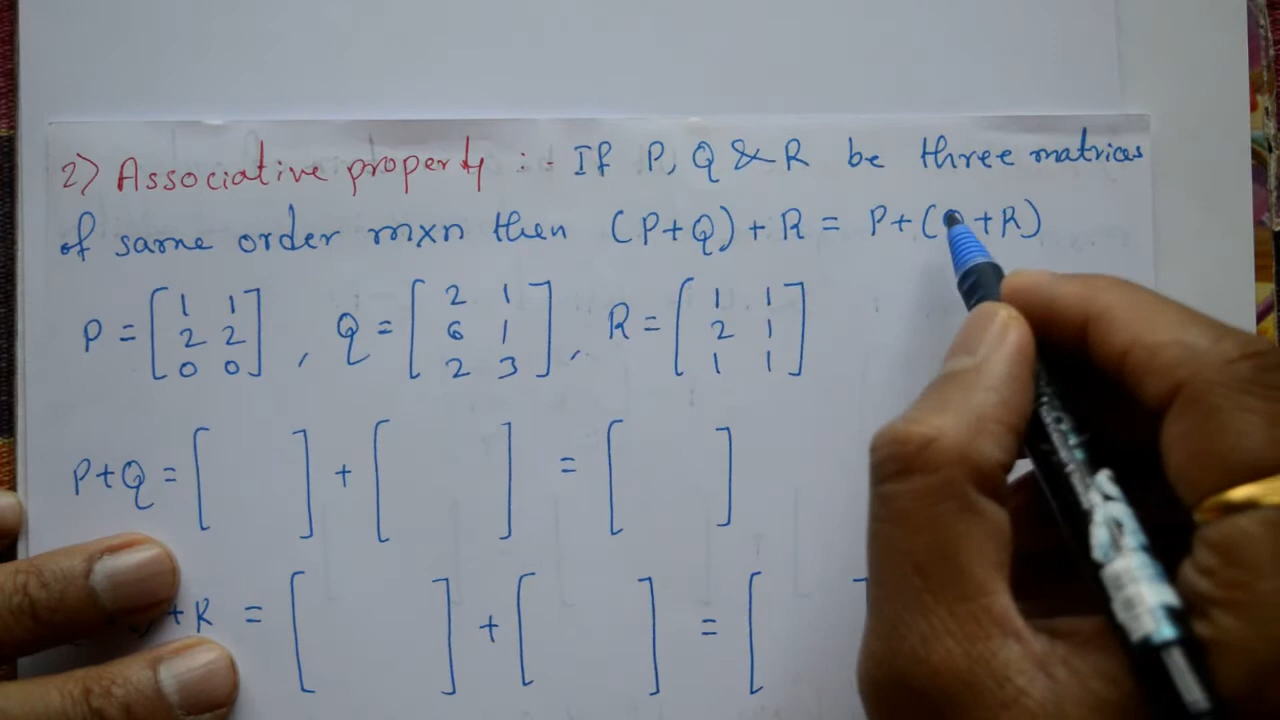 2) Associative property :- If P, Q & R be three matrices
of same order mxn then (P+Q) + R = P+( +R)
P = [1 1 , Q = [2 1 , R = [1 1
2 2 6 1 2 1
0 0] 2 3] 1 1]
P+Q = [ ] + [ ] = [ ]
+R = [ ] + [ ] = [